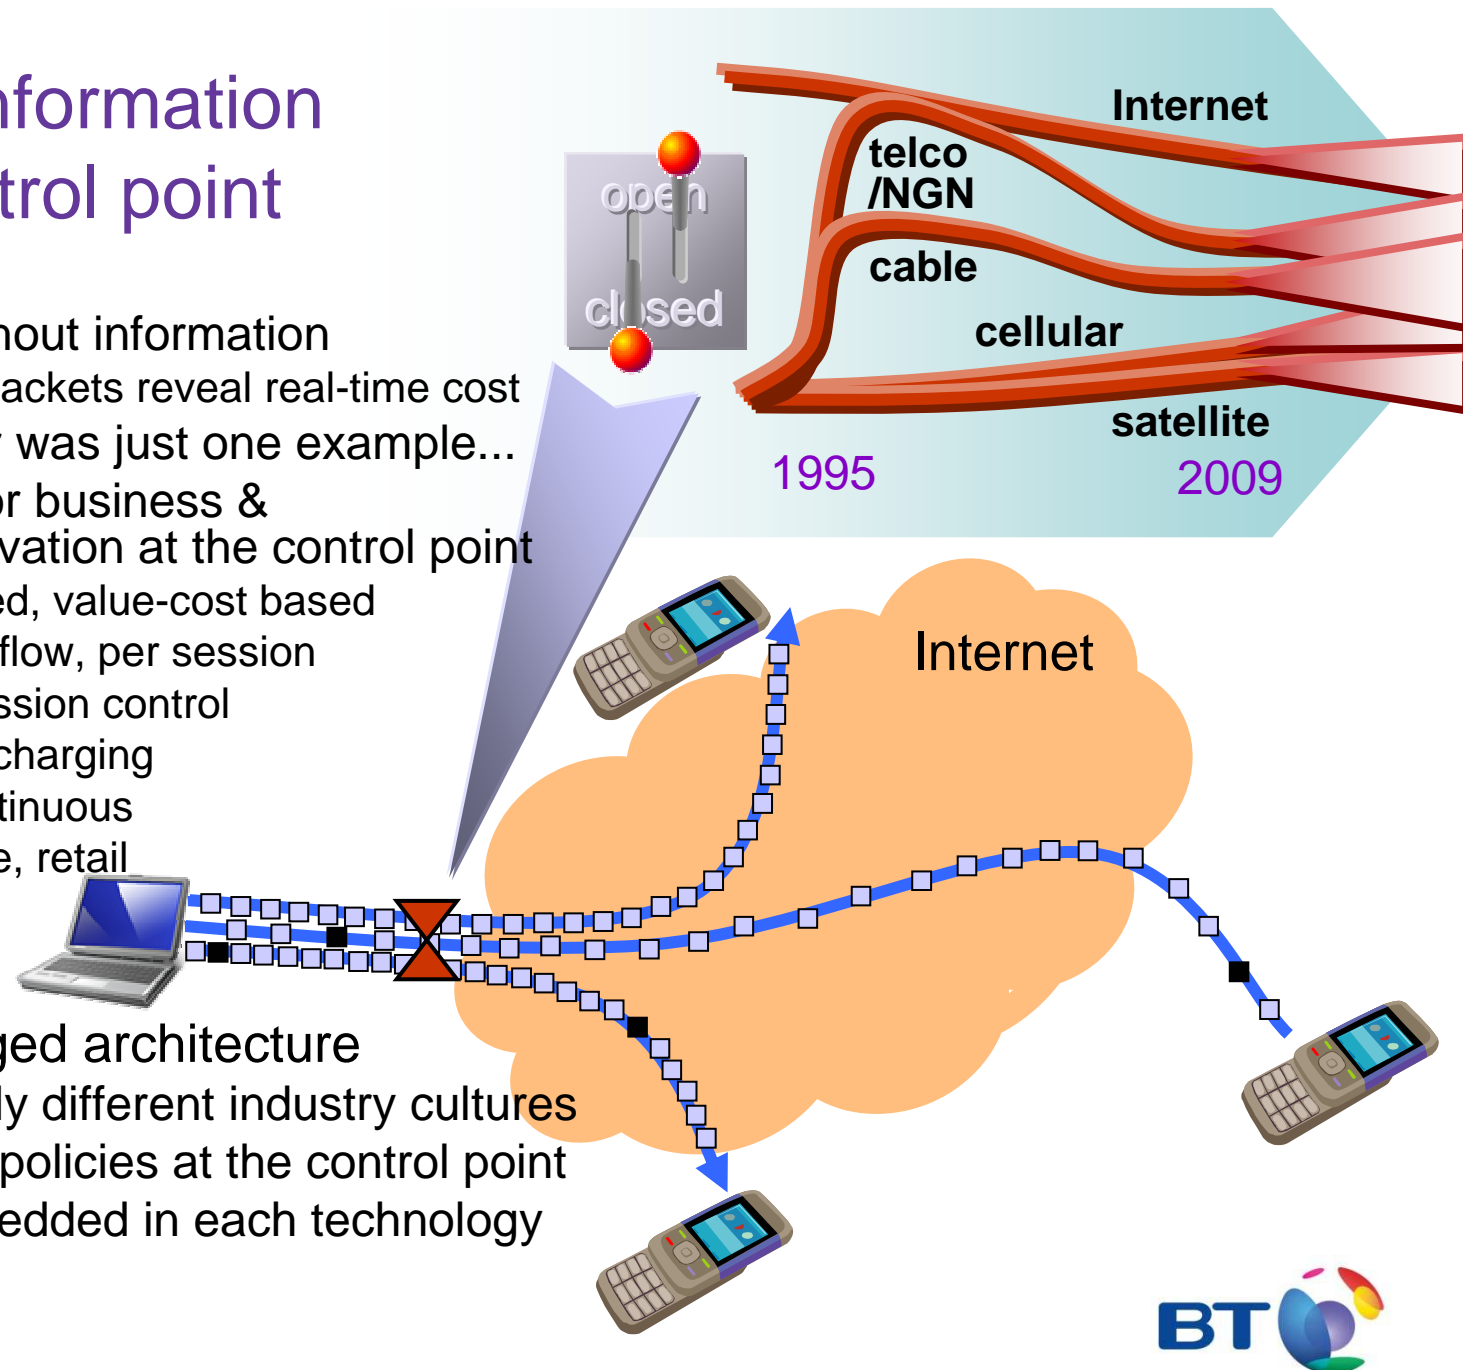 nformation
trol point
hout information
ackets reveal real-time cost
was just one example...
or business &
vation at the control point
ed, value-cost based
flow, per session
ssion control
charging
tinuous
e, retail
ged architecture
ly different industry cultures
policies at the control point
edded in each technology
open
closed
Internet
telco
/NGN
cable
cellular
satellite
1995
2009
Internet
BT